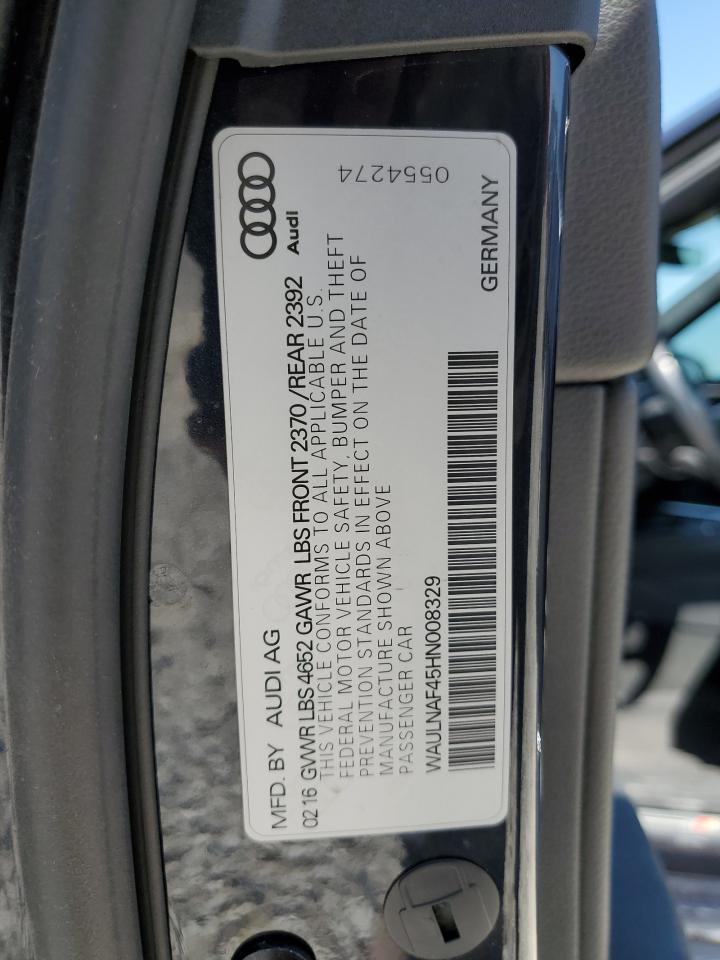 MFD. BY AUDI AG
Audi
02 16 GVWR LBS 4652 GAWR LBS FRONT 2370 /REAR 2392
THIS VEHICLE CONFORMS TO ALL APPLICABLE U.S.
FEDERAL MOTOR VEHICLE SAFETY, BUMPER AND THEFT
PREVENTION STANDARDS IN EFFECT ON THE DATE OF
MANUFACTURE SHOWN ABOVE
PASSENGER CAR
0554274
WAULNAF45HN008329
GERMANY